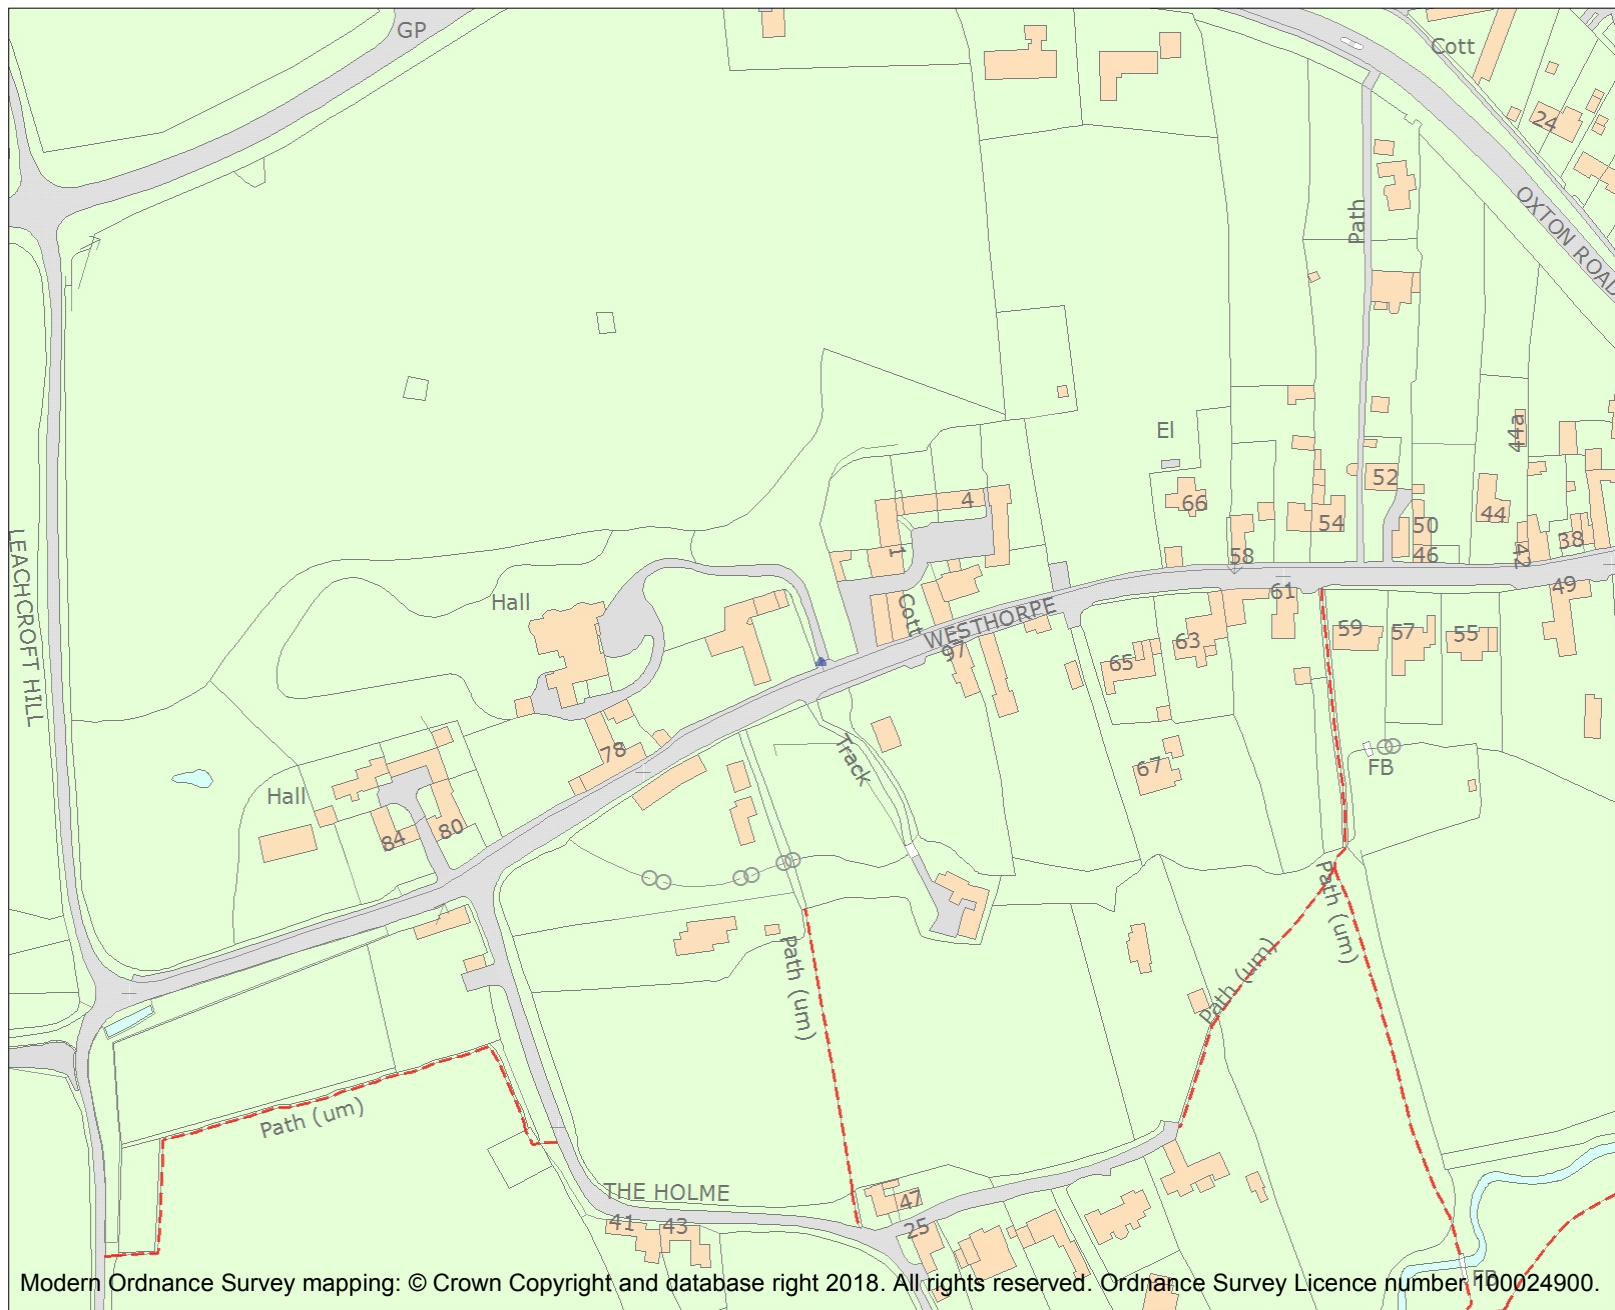 GP
Cott
24
OXTON ROAD
Path
El
44a
4
52
66
54
44
50
58
46
42
38
1
LEACHCROFT HILL
Hall
Cott
WESTHORPE
61
49
97
59
57
55
63
65
78
Track
67
FB
Hall
84
80
Path (um)
Path (um)
Path (um)
Path (um)
THE HOLME
47
41
43
25
FB
Modern Ordnance Survey mapping: © Crown Copyright and database right 2018. All rights reserved. Ordnance Survey Licence number 100024900.